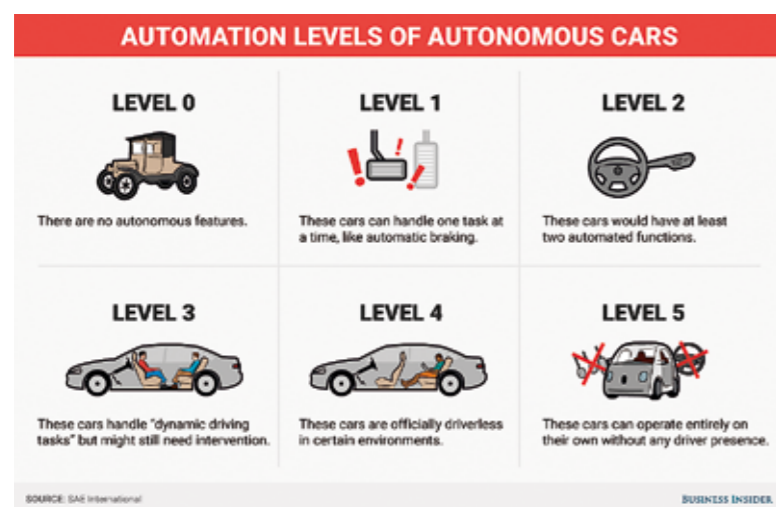 AUTOMATION LEVELS OF AUTONOMOUS CARS
LEVEL 0
There are no autonomous features.
LEVEL 1
These cars can handle one task at
a time, like automatic braking.
LEVEL 2
These cars would have at least
two automated functions.
LEVEL 3
These cars handle "dynamic driving
tasks" but might still need intervention.
LEVEL 4
These cars are officially driverless
in certain environments.
LEVEL 5
These cars can operate entirely on
their own without any driver presence.
SOURCE: SAE International
BUSINESS INSIDER